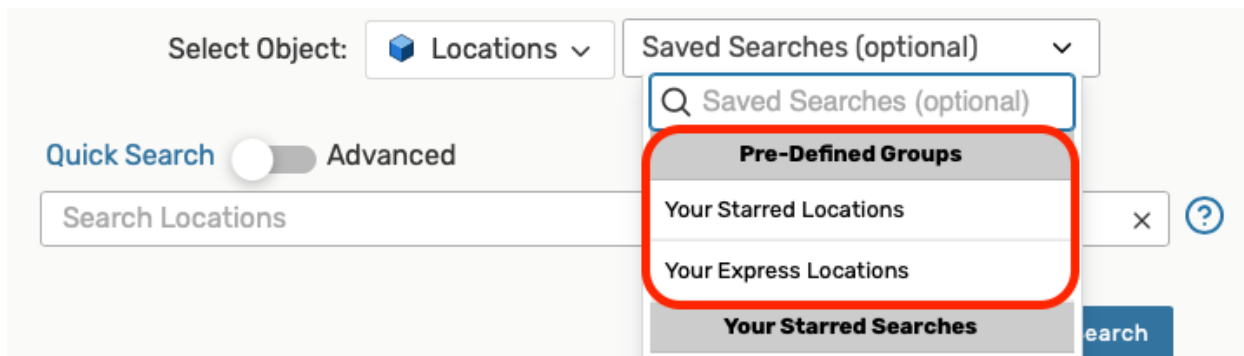 Select Object: Locations Saved Searches (optional)
Saved Searches (optional)
Quick Search Advanced
Pre-Defined Groups
Search Locations
Your Starred Locations
Your Express Locations
Your Starred Searches